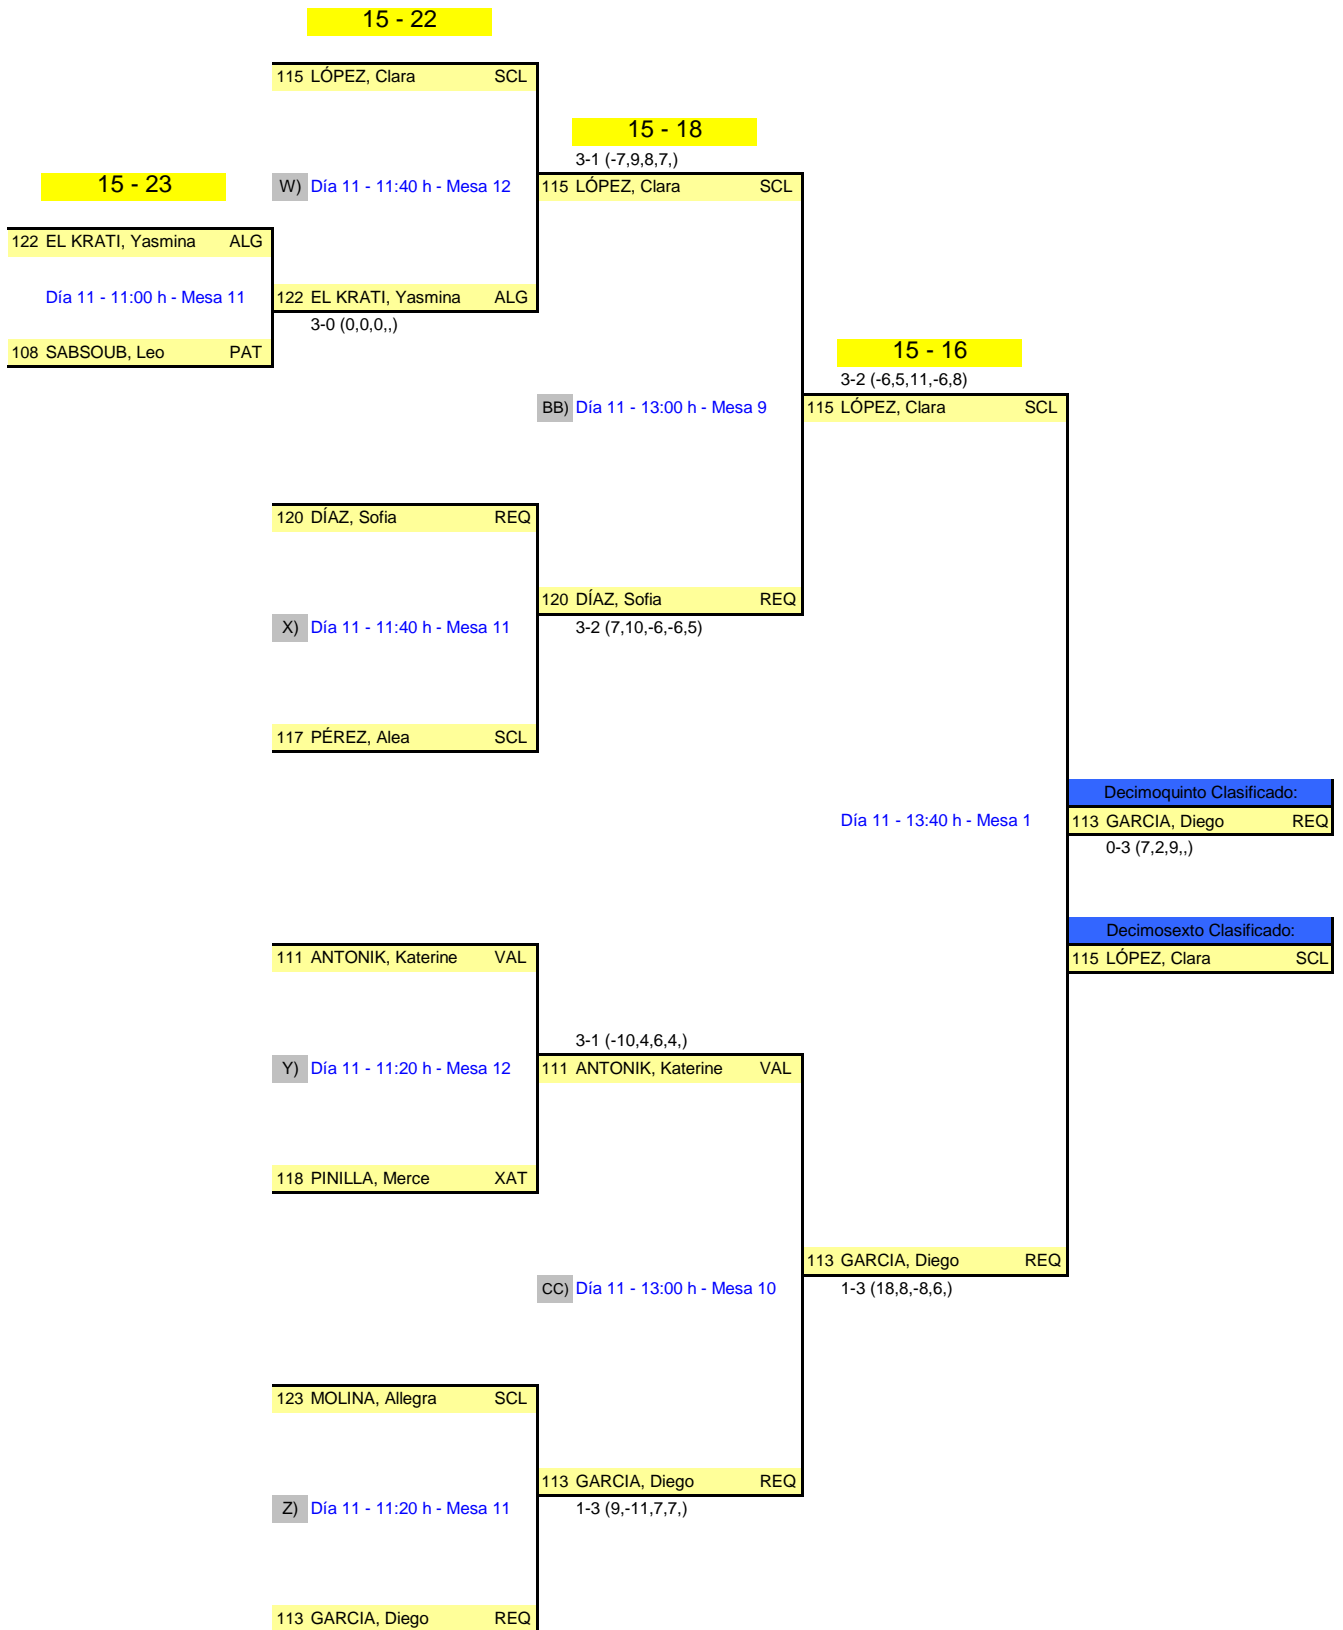 15 - 22
115 LÓPEZ, Clara SCL
15 - 18
3-1 (-7,9,8,7,)
15 - 23
W) Día 11 - 11:40 h - Mesa 12
115 LÓPEZ, Clara SCL
122 EL KRATI, Yasmina ALG
Día 11 - 11:00 h - Mesa 11
122 EL KRATI, Yasmina ALG
3-0 (0,0,0,,)
108 SABSOUB, Leo PAT
15 - 16
3-2 (-6,5,11,-6,8)
BB) Día 11 - 13:00 h - Mesa 9
115 LÓPEZ, Clara SCL
120 DÍAZ, Sofia REQ
120 DÍAZ, Sofia REQ
X) Día 11 - 11:40 h - Mesa 11
3-2 (7,10,-6,-6,5)
117 PÉREZ, Alea SCL
Decimoquinto Clasificado:
Día 11 - 13:40 h - Mesa 1
113 GARCIA, Diego REQ
0-3 (7,2,9,,)
Decimosexto Clasificado:
111 ANTONIK, Katerine VAL
115 LÓPEZ, Clara SCL
3-1 (-10,4,6,4,)
Y) Día 11 - 11:20 h - Mesa 12
111 ANTONIK, Katerine VAL
118 PINILLA, Merce XAT
113 GARCIA, Diego REQ
CC) Día 11 - 13:00 h - Mesa 10
1-3 (18,8,-8,6,)
123 MOLINA, Allegra SCL
113 GARCIA, Diego REQ
Z) Día 11 - 11:20 h - Mesa 11
1-3 (9,-11,7,7,)
113 GARCIA, Diego REQ